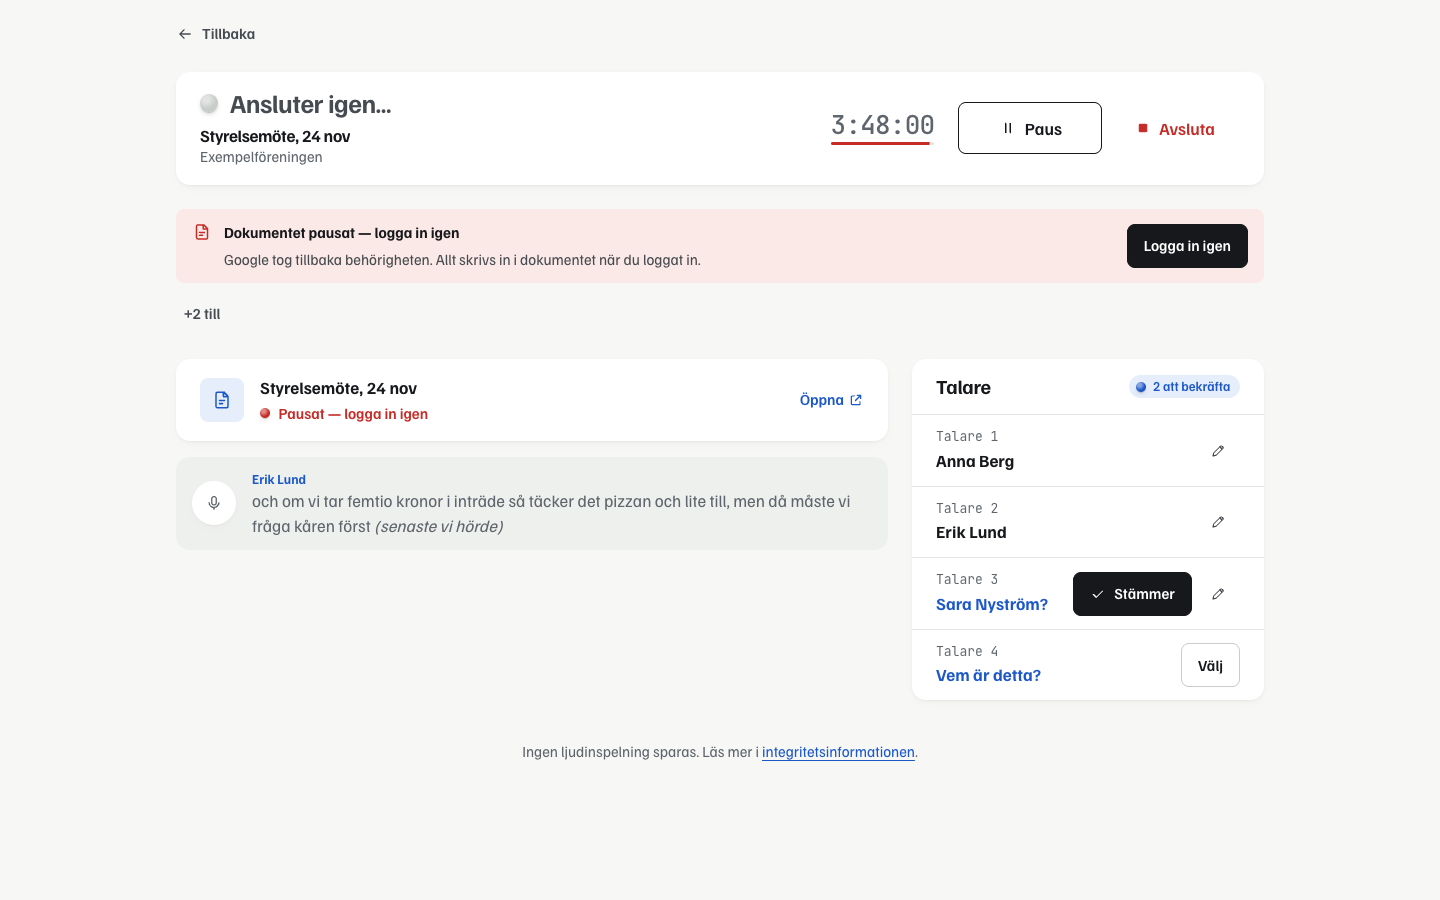 Tillbaka
Ansluter igen...
Styrelsemöte, 24 nov
Exempelföreningen
3:48:00
Paus
Avsluta
Dokumentet pausat — logga in igen
Google tog tillbaka behörigheten. Allt skrivs in i dokumentet när du loggat in.
Logga in igen
+2 till
Styrelsemöte, 24 nov
Pausat — logga in igen
Öppna
Erik Lund
och om vi tar femtio kronor i inträde så täcker det pizzan och lite till, men då måste vi
fråga kåren först (senaste vi hörde)
Talare
2 att bekräfta
Talare 1
Anna Berg
Talare 2
Erik Lund
Talare 3
Sara Nyström?
Stämmer
Talare 4
Vem är detta?
Välj
Ingen ljudinspelning sparas. Läs mer i integritetsinformationen.